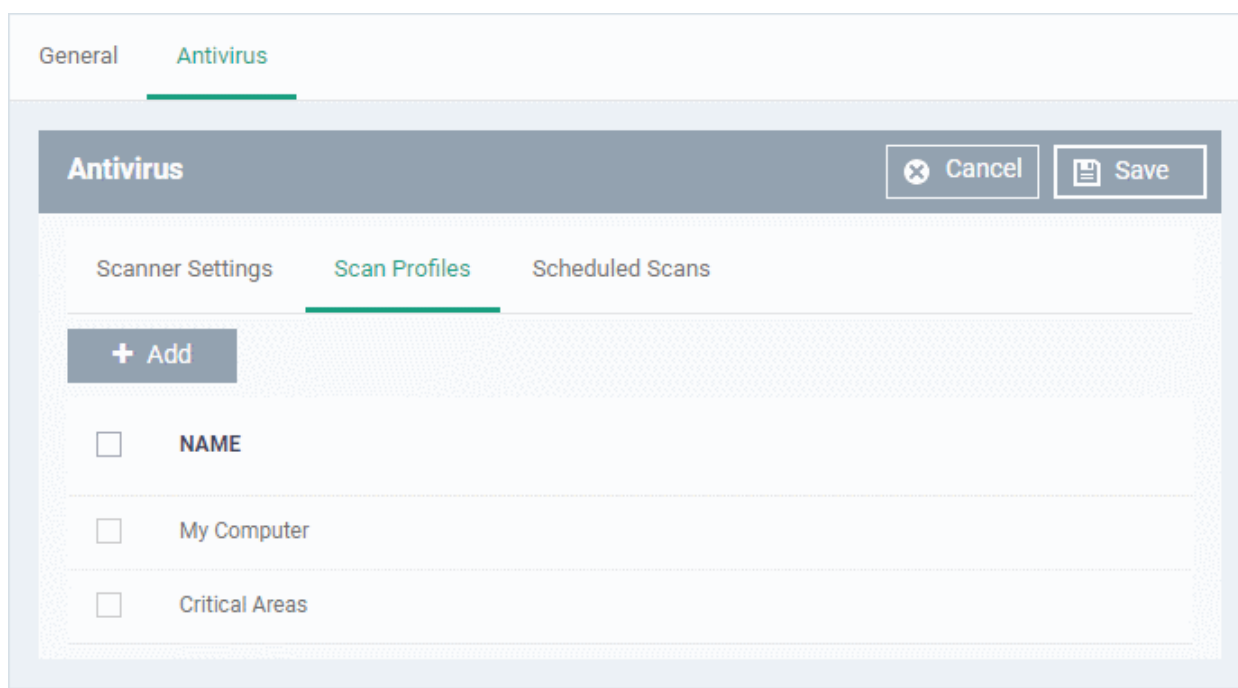 General Antivirus
Antivirus Cancel Save
Scanner Settings Scan Profiles Scheduled Scans
+ Add
NAME
My Computer
Critical Areas